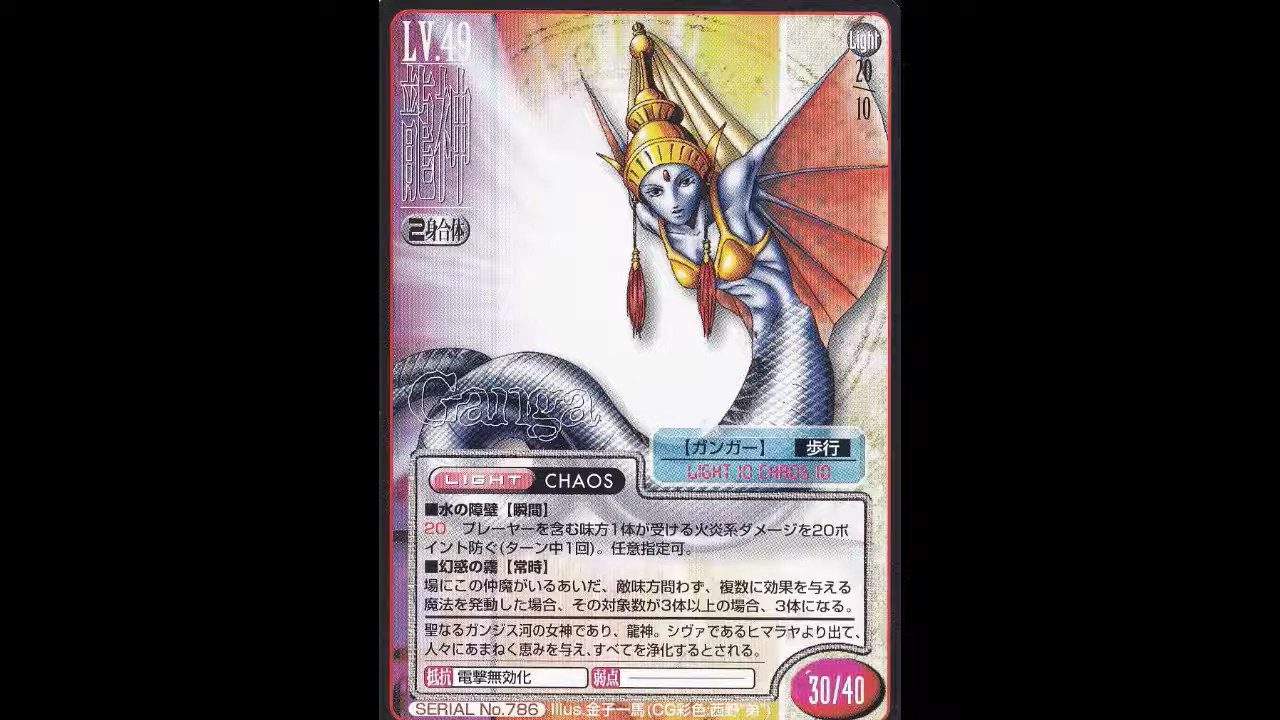 LV.49
Light
20
10
龍神
2身合体
Ganga
【ガンガー】 歩行
LIGHT 10 CHAOS 10
LIGHT CHAOS
■水の障壁【瞬間】
20 プレーヤーを含む味方1体が受ける火炎系ダメージを20ポ
イント防ぐ(ターン中1回)。任意指定可。
■幻惑の霧【常時】
場にこの仲魔がいるあいだ、敵味方問わず、複数に効果を与える
魔法を発動した場合、その対象数が3体以上の場合、3体になる。
聖なるガンジス河の女神であり、龍神。シヴァであるヒマラヤより出て、
人々にあまねく恵みを与え、すべてを浄化するとされる。
抵抗 電撃無効化 弱点
30/40
SERIAL No.786 Illus.金子一馬(CG彩色:西野